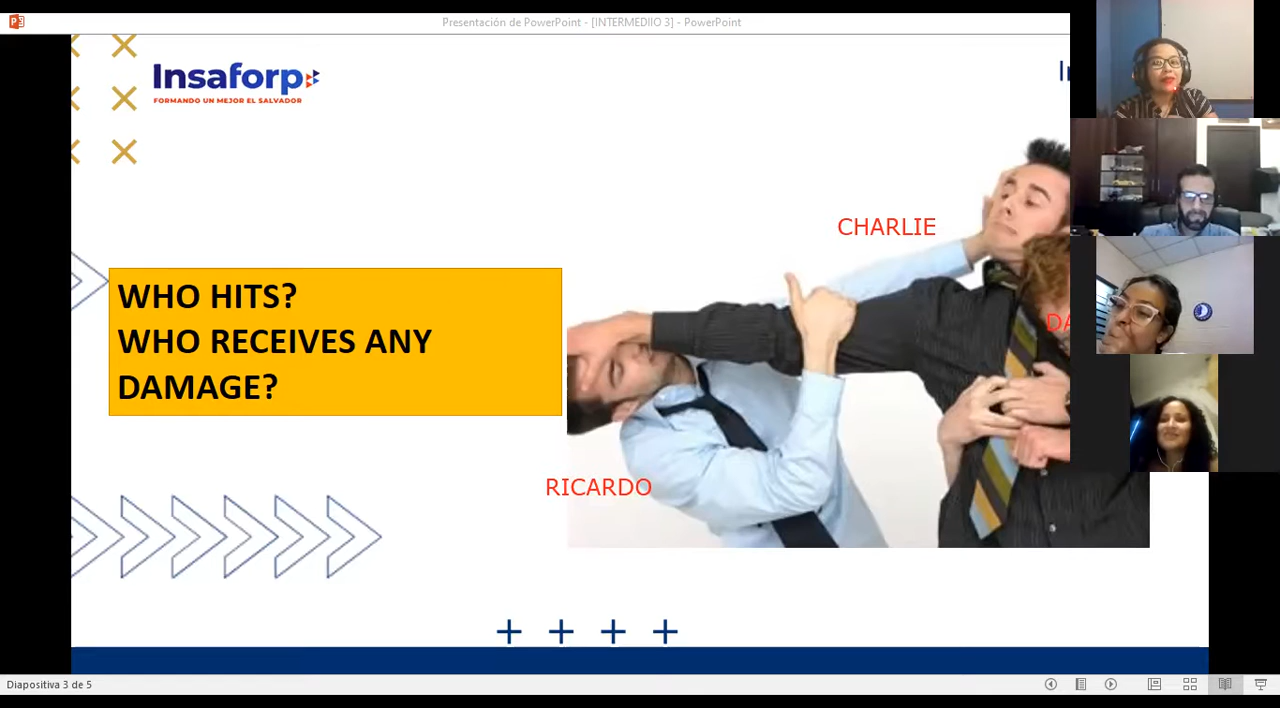 Presentación de PowerPoint - [INTERMEDIIO 3] - PowerPoint
Insaforp
FORMANDO UN MEJOR EL SALVADOR
CHARLIE
WHO HITS?
WHO RECEIVES ANY
DAMAGE?
RICARDO
Diapositiva 3 de 5